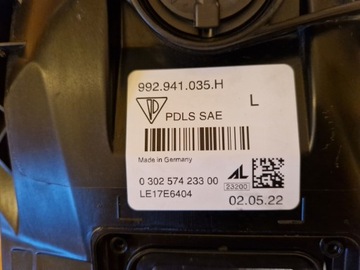 992.941.035.H
L
PDLS SAE
Made in Germany
0 302 574 233 00
AL
23200
LE17E6404
02.05.22